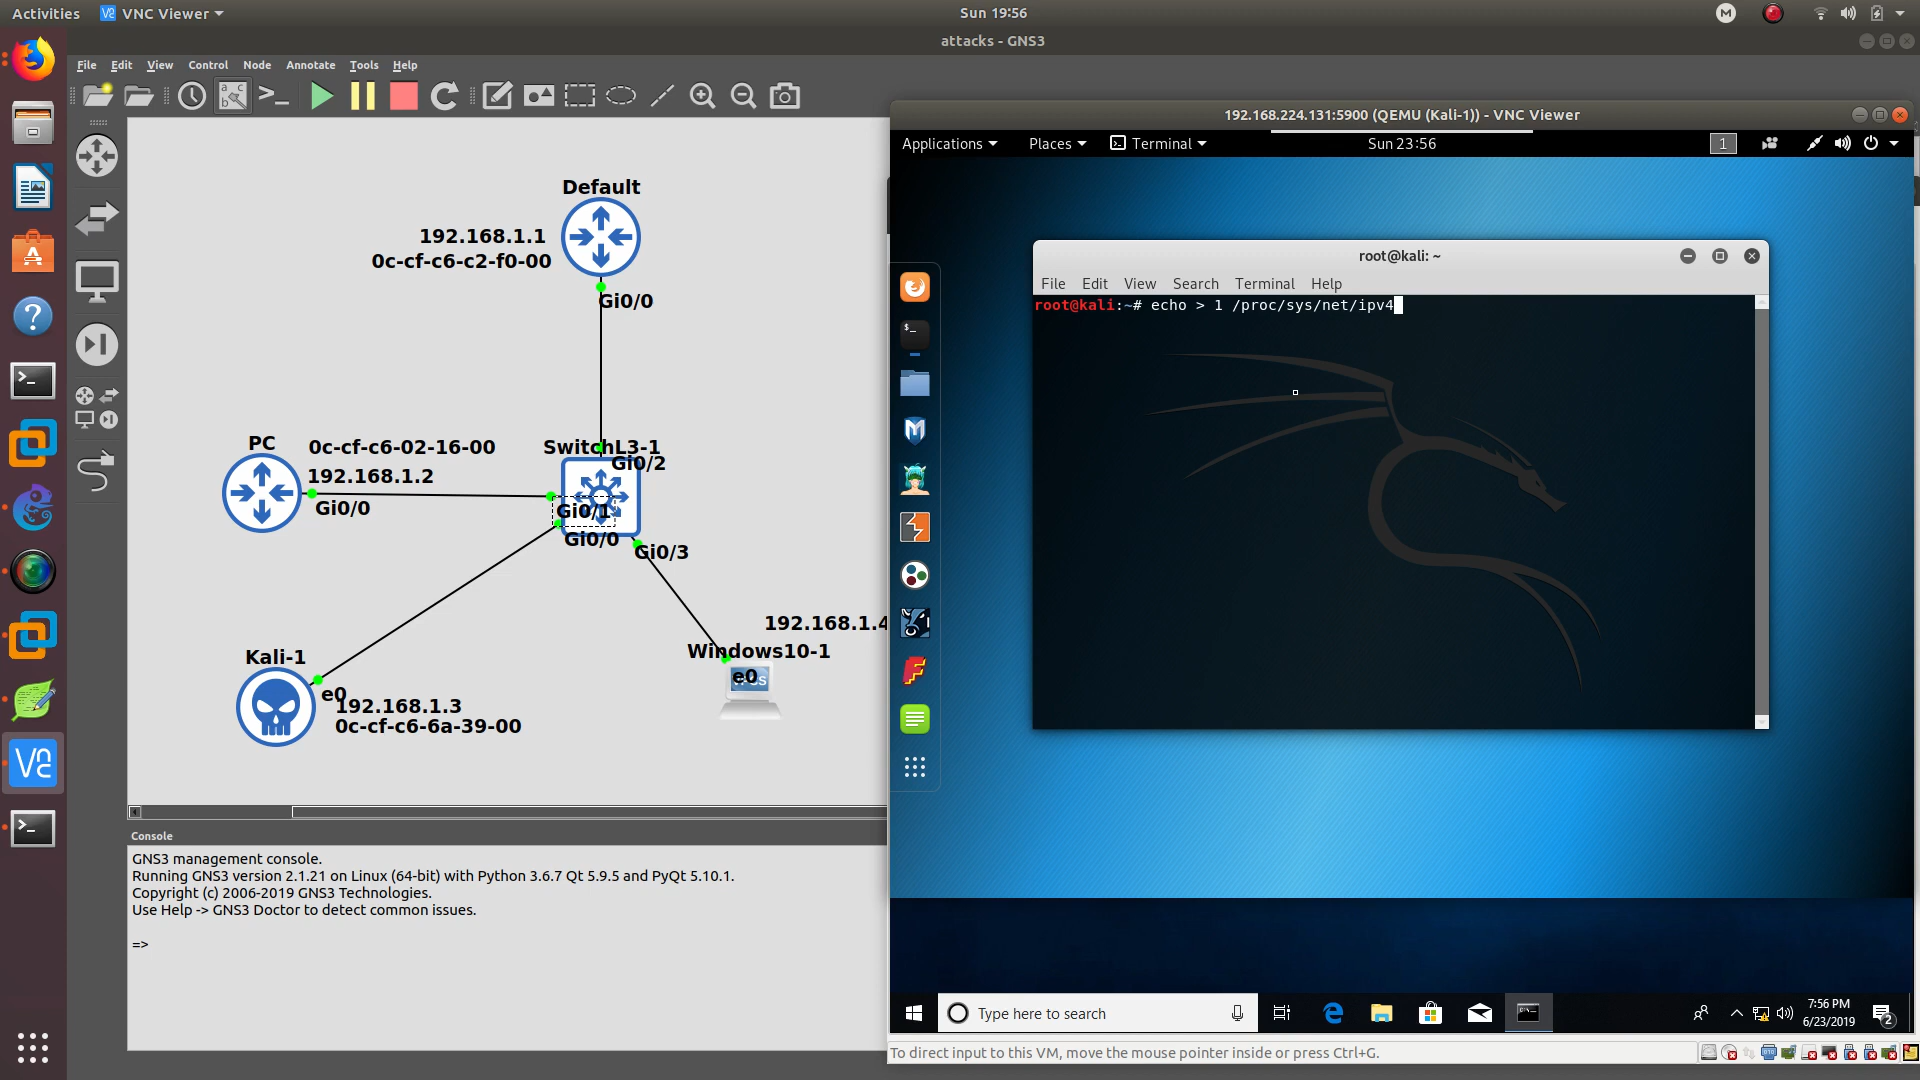 Activities VNC Viewer Sun 19:56 M
attacks - GNS3
File Edit View Control Node Annotate Tools Help
192.168.224.131:5900 (QEMU (Kali-1)) - VNC Viewer
Applications Places Terminal Sun 23:56 1
root@kali: ~
File Edit View Search Terminal Help
root@kali:~# echo > 1 /proc/sys/net/ipv4
Default
192.168.1.1
0c-cf-c6-c2-f0-00
Gi0/0
PC
0c-cf-c6-02-16-00
192.168.1.2
Gi0/0
SwitchL3-1
Gi0/2
Gi0/1
Gi0/0
Gi0/3
192.168.1.4
Windows10-1
e0
Kali-1
e0
192.168.1.3
0c-cf-c6-6a-39-00
Console
GNS3 management console.
Running GNS3 version 2.1.21 on Linux (64-bit) with Python 3.6.7 Qt 5.9.5 and PyQt 5.10.1.
Copyright (c) 2006-2019 GNS3 Technologies.
Use Help -> GNS3 Doctor to detect common issues.
=>
Type here to search
7:56 PM
6/23/2019
2
To direct input to this VM, move the mouse pointer inside or press Ctrl+G.